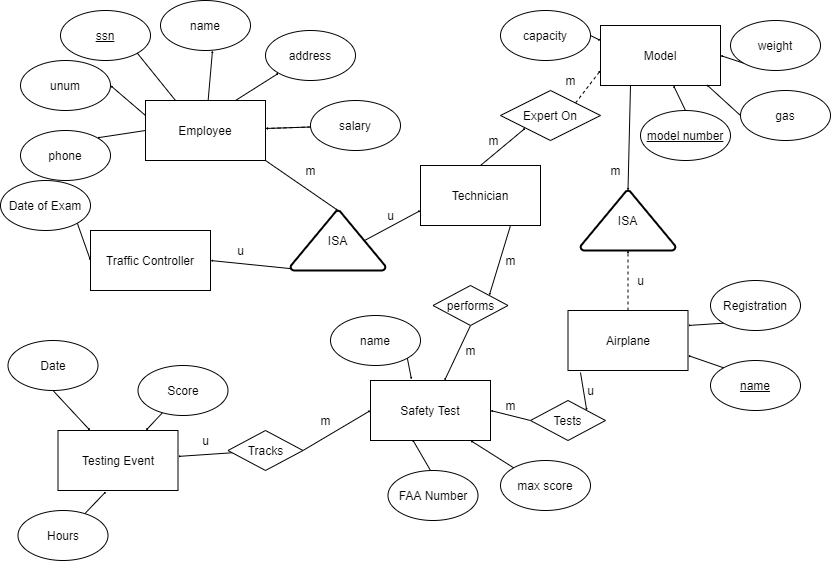 name
ssn
capacity
Model
weight
address
unum
m
gas
Expert On
salary
Employee
model number
m
phone
m
m
Technician
Date of Exam
u
ISA
ISA
u
m
Traffic Controller
u
performs
Registration
name
Airplane
m
Date
name
Score
u
m
Safety Test
m
Tests
u
Tracks
Testing Event
max score
FAA Number
Hours